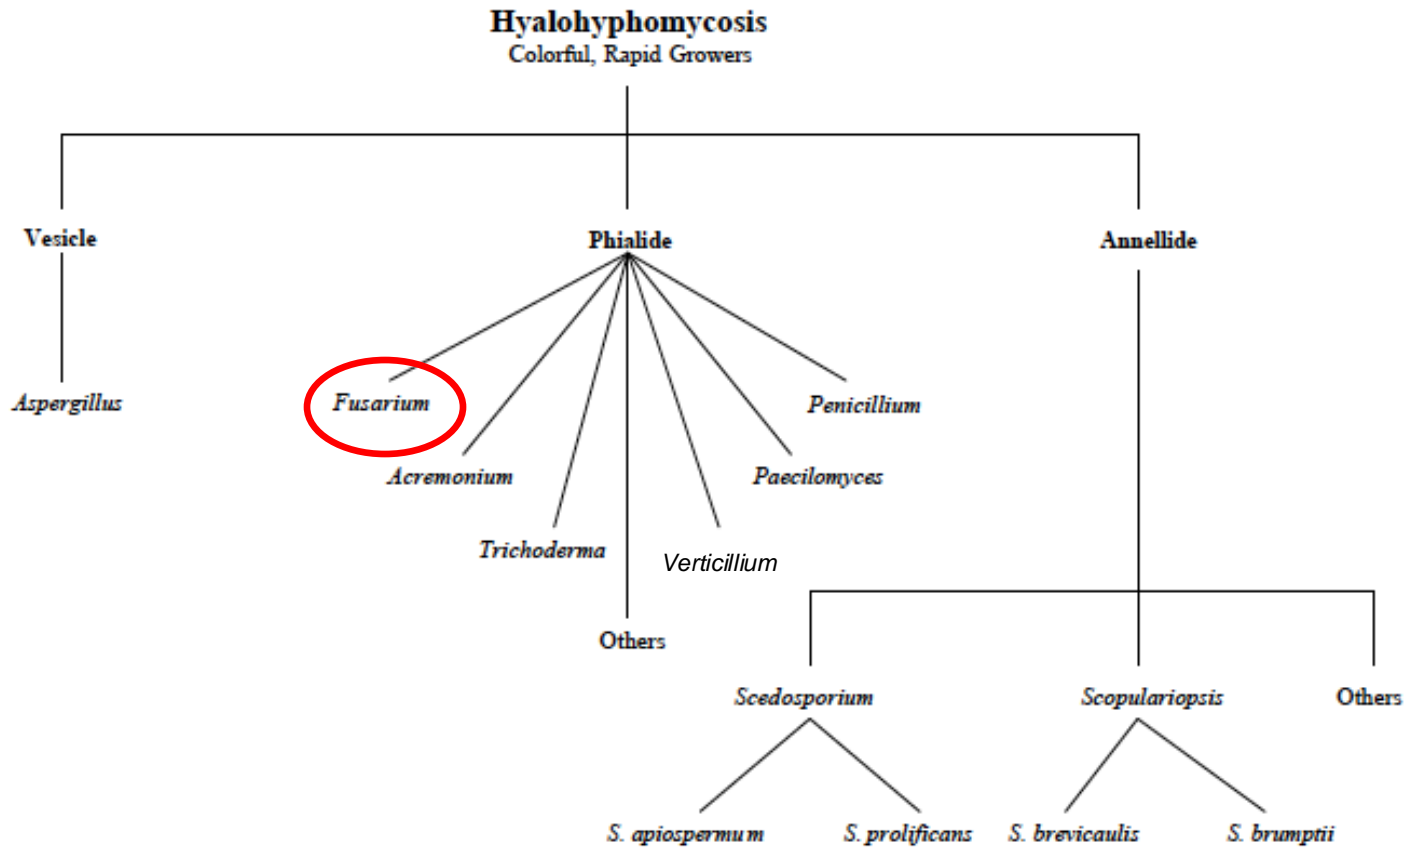 Hyalohyphomycosis
Colorful, Rapid Growers
Vesicle
Phialide
Annellide
Aspergillus
Fusarium
Penicillium
Acremonium
Paecilomyces
Trichoderma
Verticillium
Others
Scedosporium
Scopulariopsis
Others
S. apiospermum
S. prolificans
S. brevicaulis
S. brumptii